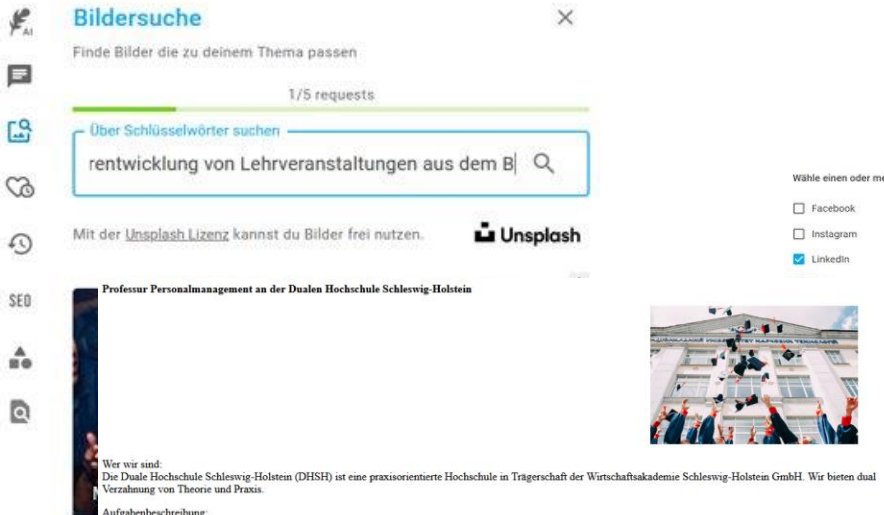 AI
Bildersuche
Finde Bilder die zu deinem Thema passen
1/5 requests
Über Schlüsselwörter suchen
rentwicklung von Lehrveranstaltungen aus dem B
Mit der Unsplash Lizenz kannst du Bilder frei nutzen.
Unsplash
Wähle einen oder me
Facebook
Instagram
LinkedIn
SEO
Professur Personalmanagement an der Dualen Hochschule Schleswig-Holstein
Wer wir sind:
Die Duale Hochschule Schleswig-Holstein (DHSH) ist eine praxisorientierte Hochschule in Trägerschaft der Wirtschaftsakademie Schleswig-Holstein GmbH. Wir bieten dual
Verzahnung von Theorie und Praxis.
Aufgabenbeschreibung: